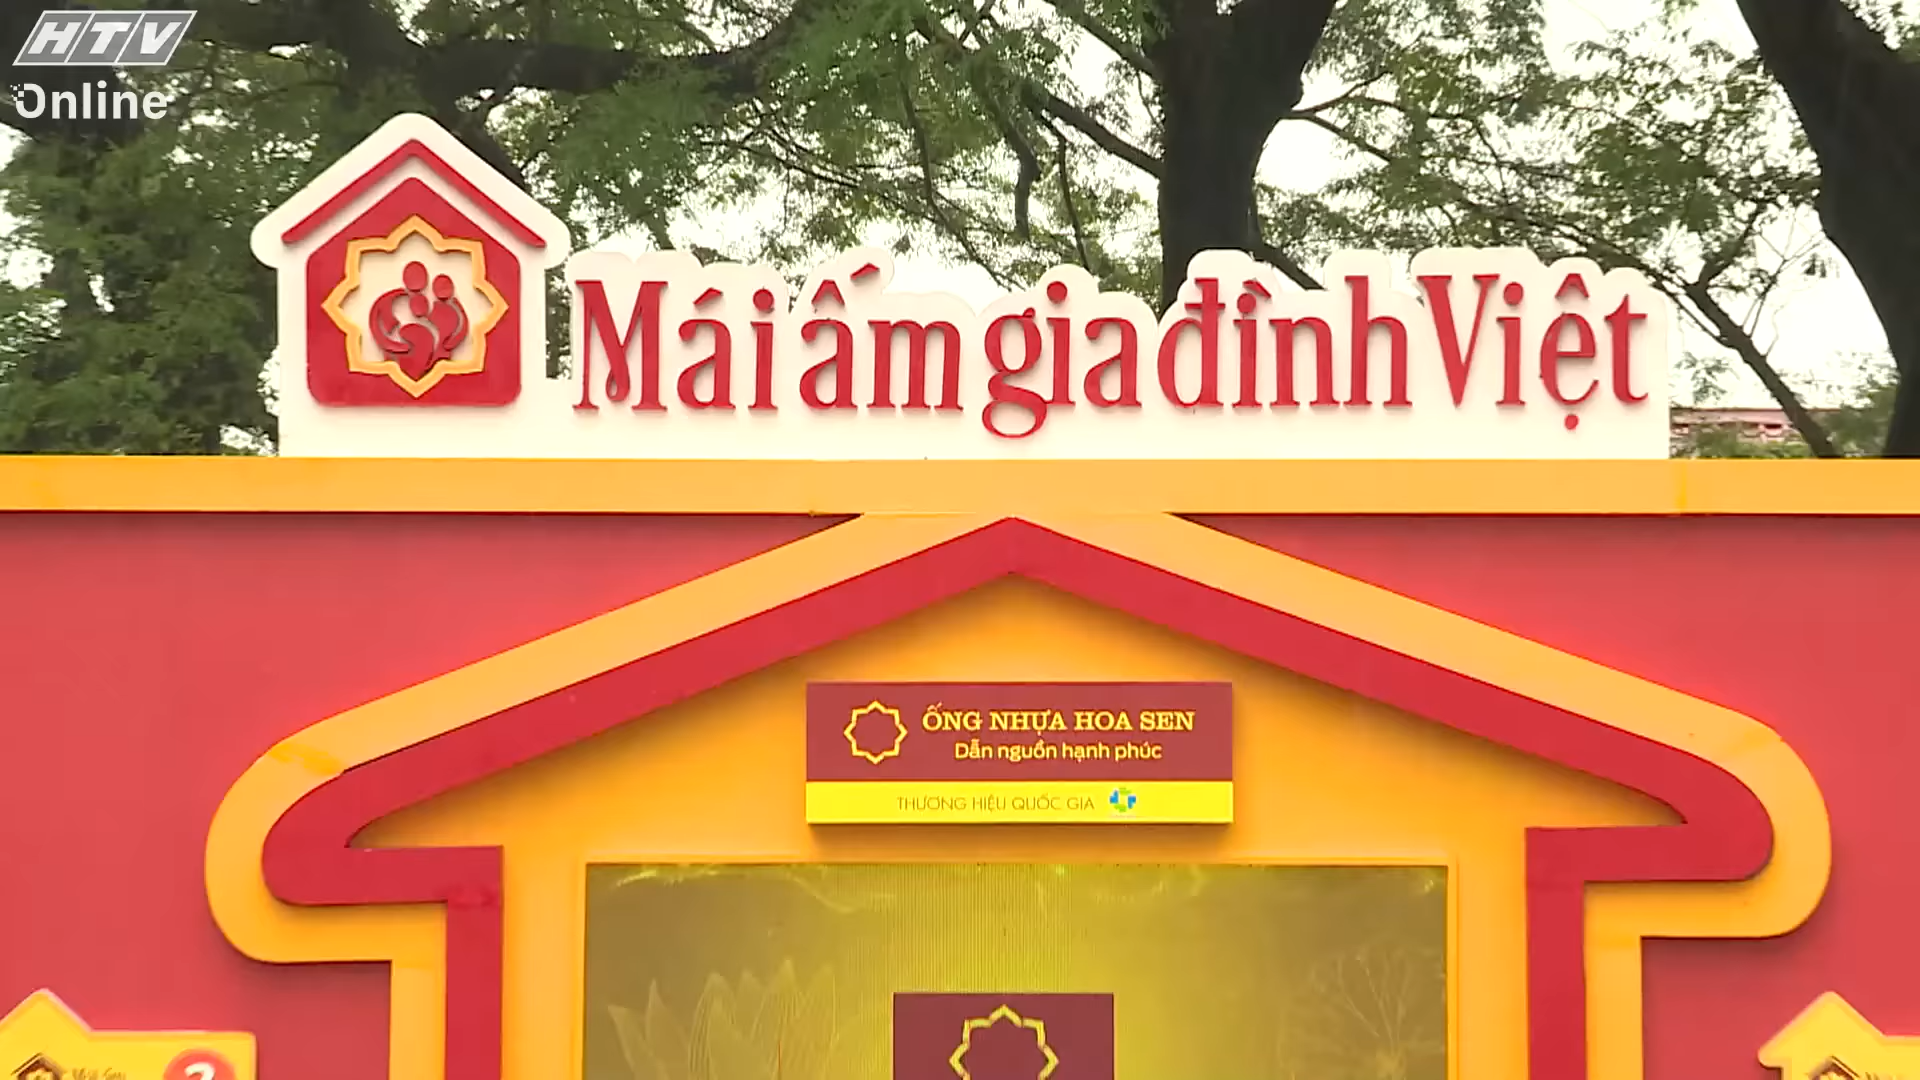 HTV
Online
Mái ấm gia đình Việt
ỐNG NHỰA HOA SEN
Dẫn nguồn hạnh phúc
THƯƠNG HIỆU QUỐC GIA